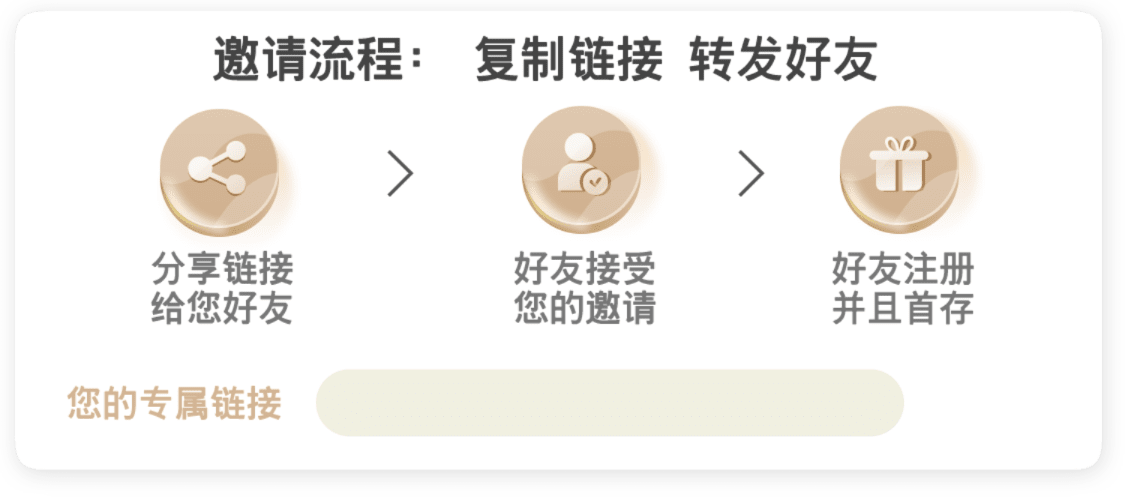 邀请流程： 复制链接 转发好友
分享链接
给您好友
好友接受
您的邀请
好友注册
并且首存
您的专属链接